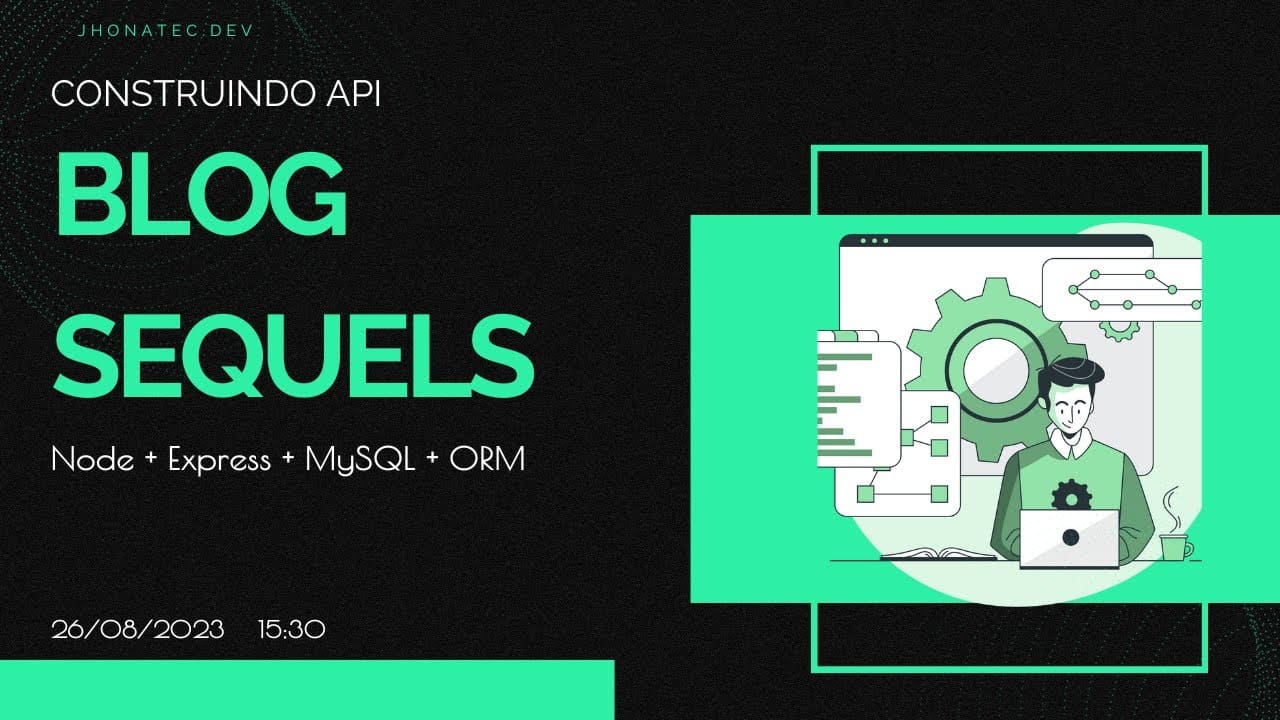 JHONATEC.DEV
CONSTRUINDO API
BLOG
SEQUELS
Node + Express + MySQL + ORM
26/08/2023 15:30